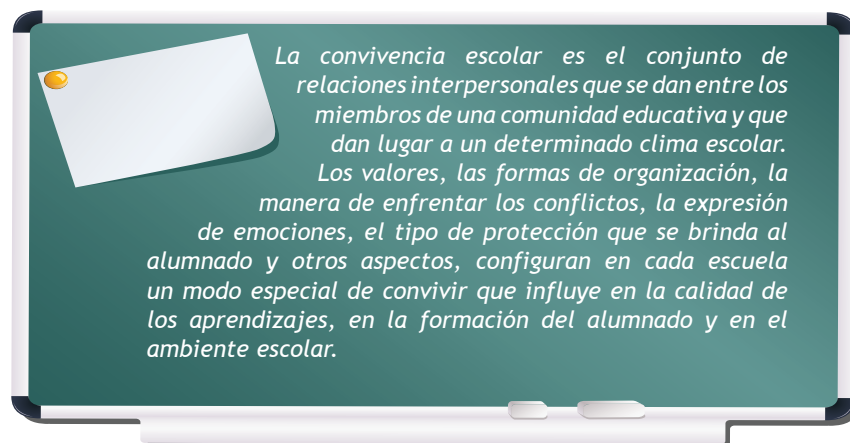 La convivencia escolar es el conjunto de
relaciones interpersonales que se dan entre los
miembros de una comunidad educativa y que
dan lugar a un determinado clima escolar.
Los valores, las formas de organización, la
manera de enfrentar los conflictos, la expresión
de emociones, el tipo de protección que se brinda al
alumnado y otros aspectos, configuran en cada escuela
un modo especial de convivir que influye en la calidad de
los aprendizajes, en la formación del alumnado y en el
ambiente escolar.